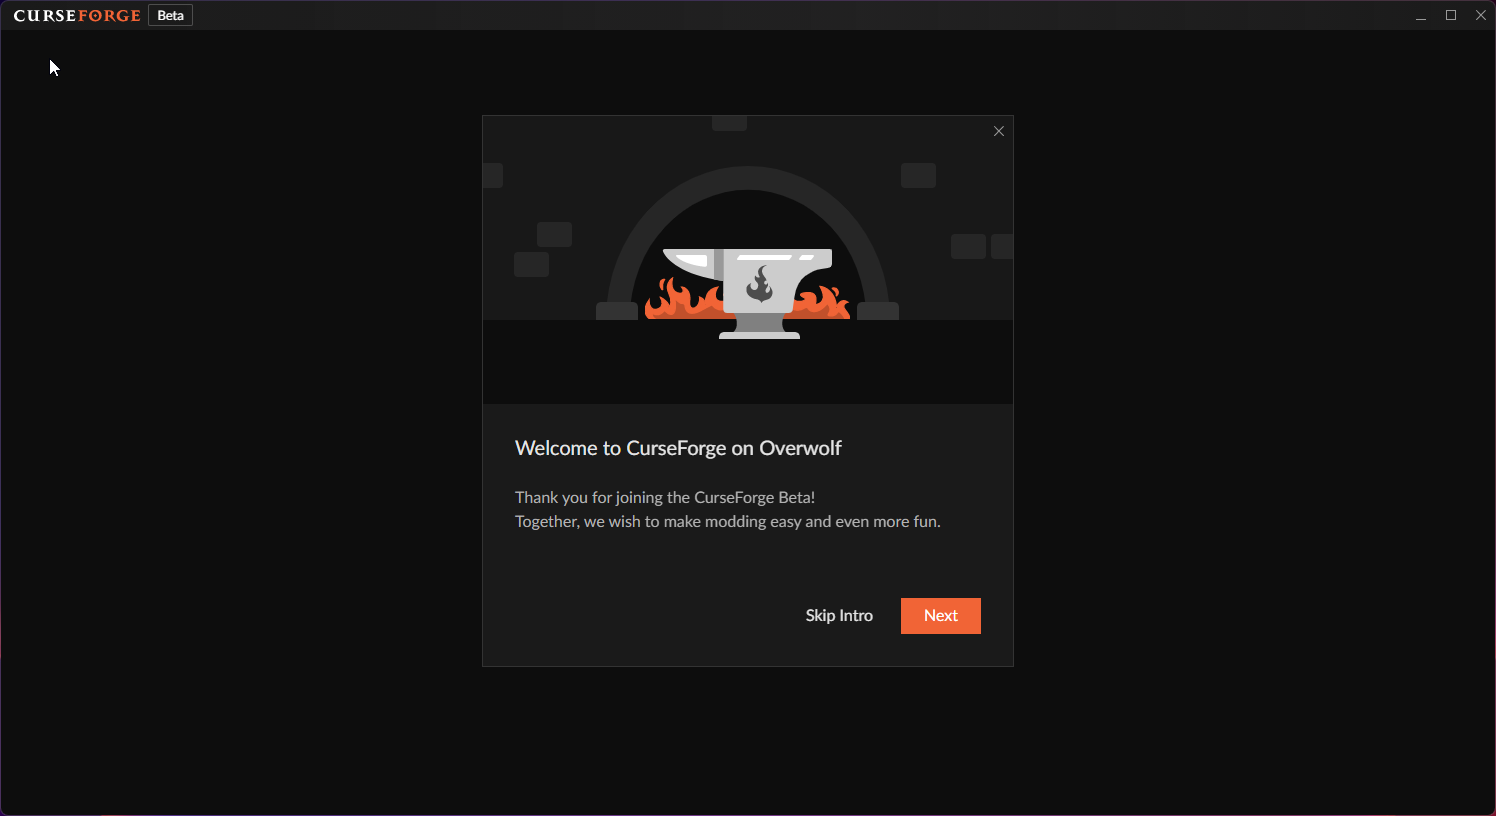 CURSEFORGE Beta
Welcome to CurseForge on Overwolf
Thank you for joining the CurseForge Beta!
Together, we wish to make modding easy and even more fun.
Skip Intro Next